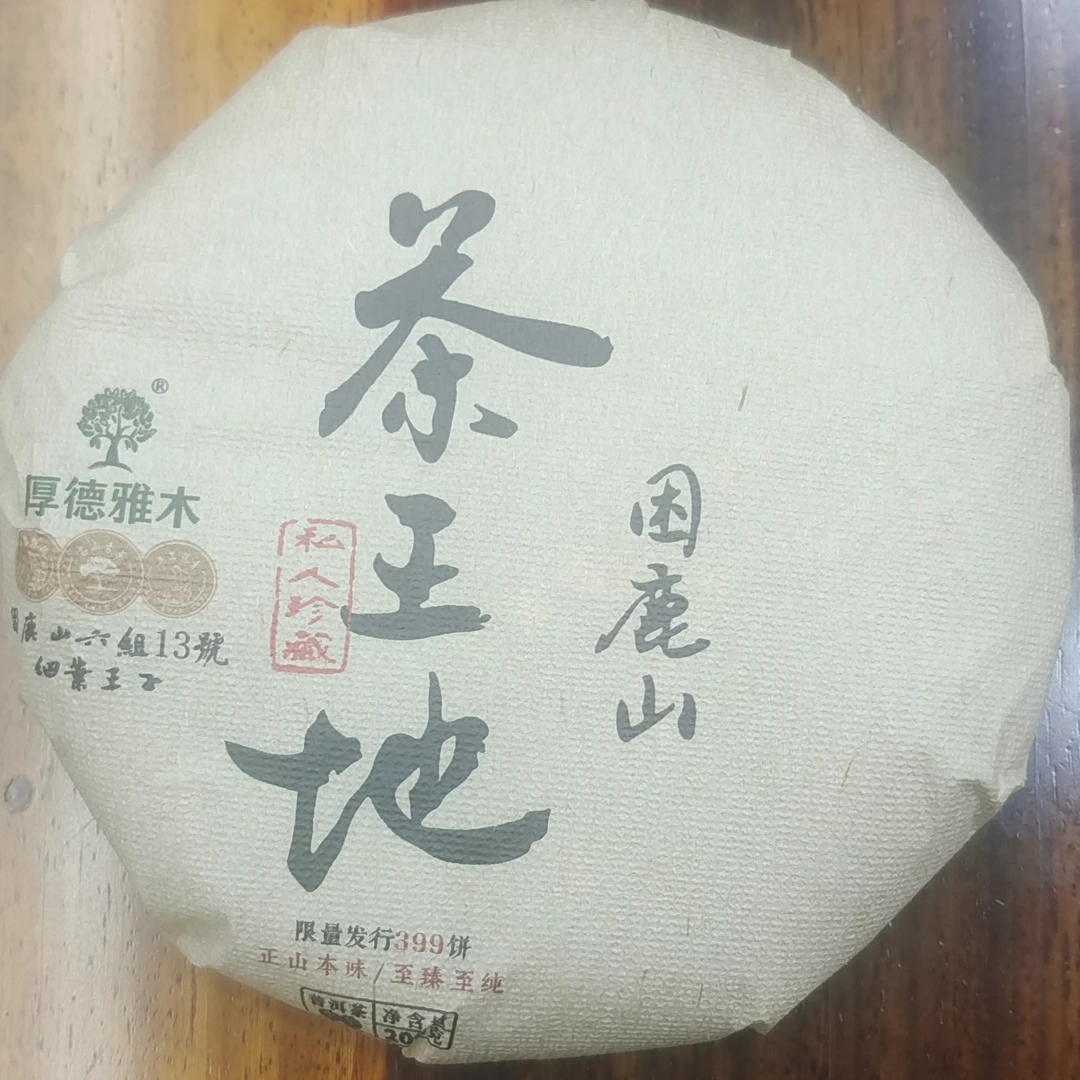 茶王地
困鹿山
®
厚德雅木
私人珍藏
鹿山六組13號
细葉王子
限量发行399饼
正山本味/至臻至纯
普洱茶
净含量